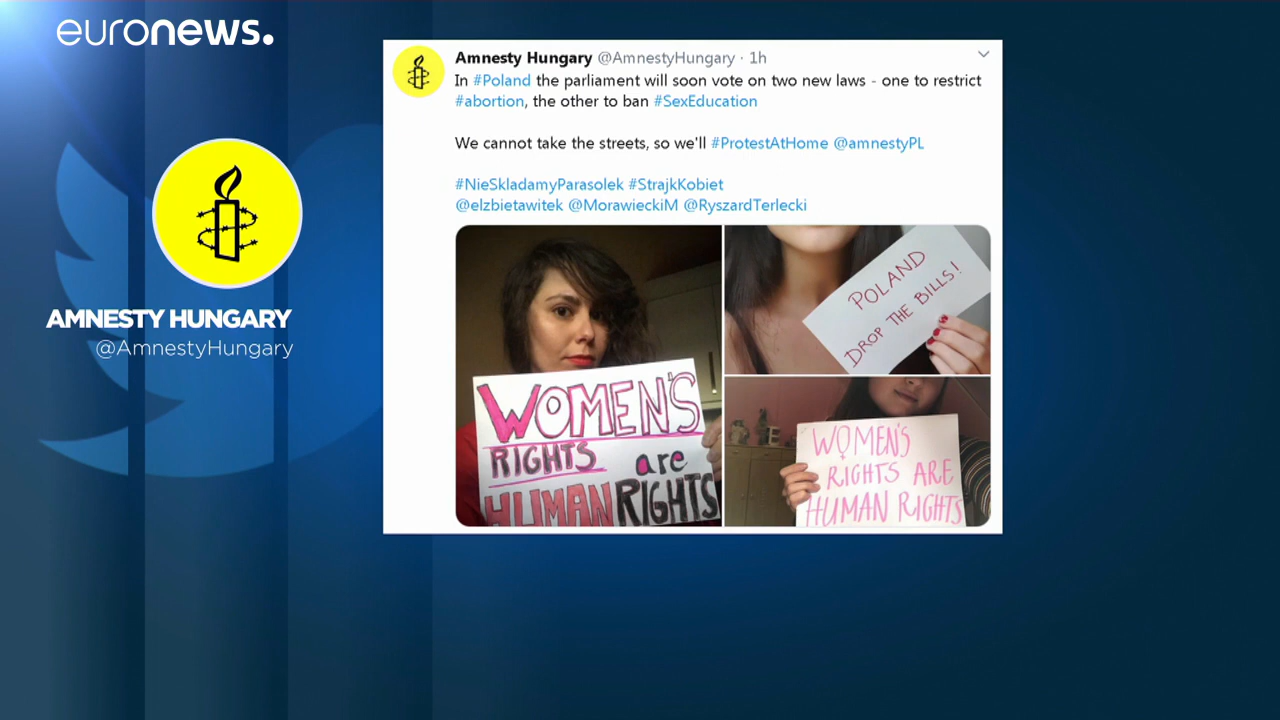 euronews.
AMNESTY HUNGARY
@AmnestyHungary
Amnesty Hungary @AmnestyHungary · 1h
In #Poland the parliament will soon vote on two new laws - one to restrict
#abortion, the other to ban #SexEducation
We cannot take the streets, so we'll #ProtestAtHome @amnestyPL
#NieSkladamyParasolek #StrajkKobiet
@elzbietawitek @MorawieckiM @RyszardTerlecki
WOMEN'S
RIGHTS are
HUMAN RIGHTS
POLAND
DROP THE BILLS!
WOMEN'S
RIGHTS ARE
HUMAN RIGHTS